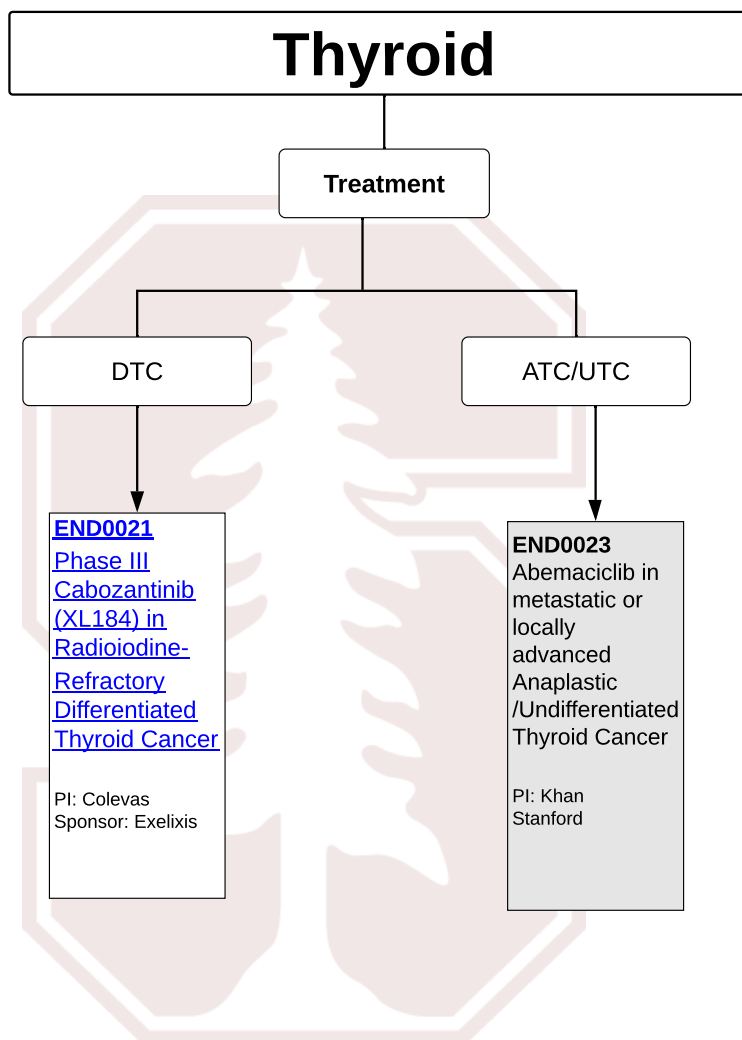 Thyroid
Treatment
DTC
ATC/UTC
END0021
Phase III
Cabozantinib
(XL184) in
Radioiodine-
Refractory
Differentiated
Thyroid Cancer
PI: Colevas
Sponsor: Exelixis
END0023
Abemaciclib in
metastatic or
locally
advanced
Anaplastic
/Undifferentiated
Thyroid Cancer
PI: Khan
Stanford